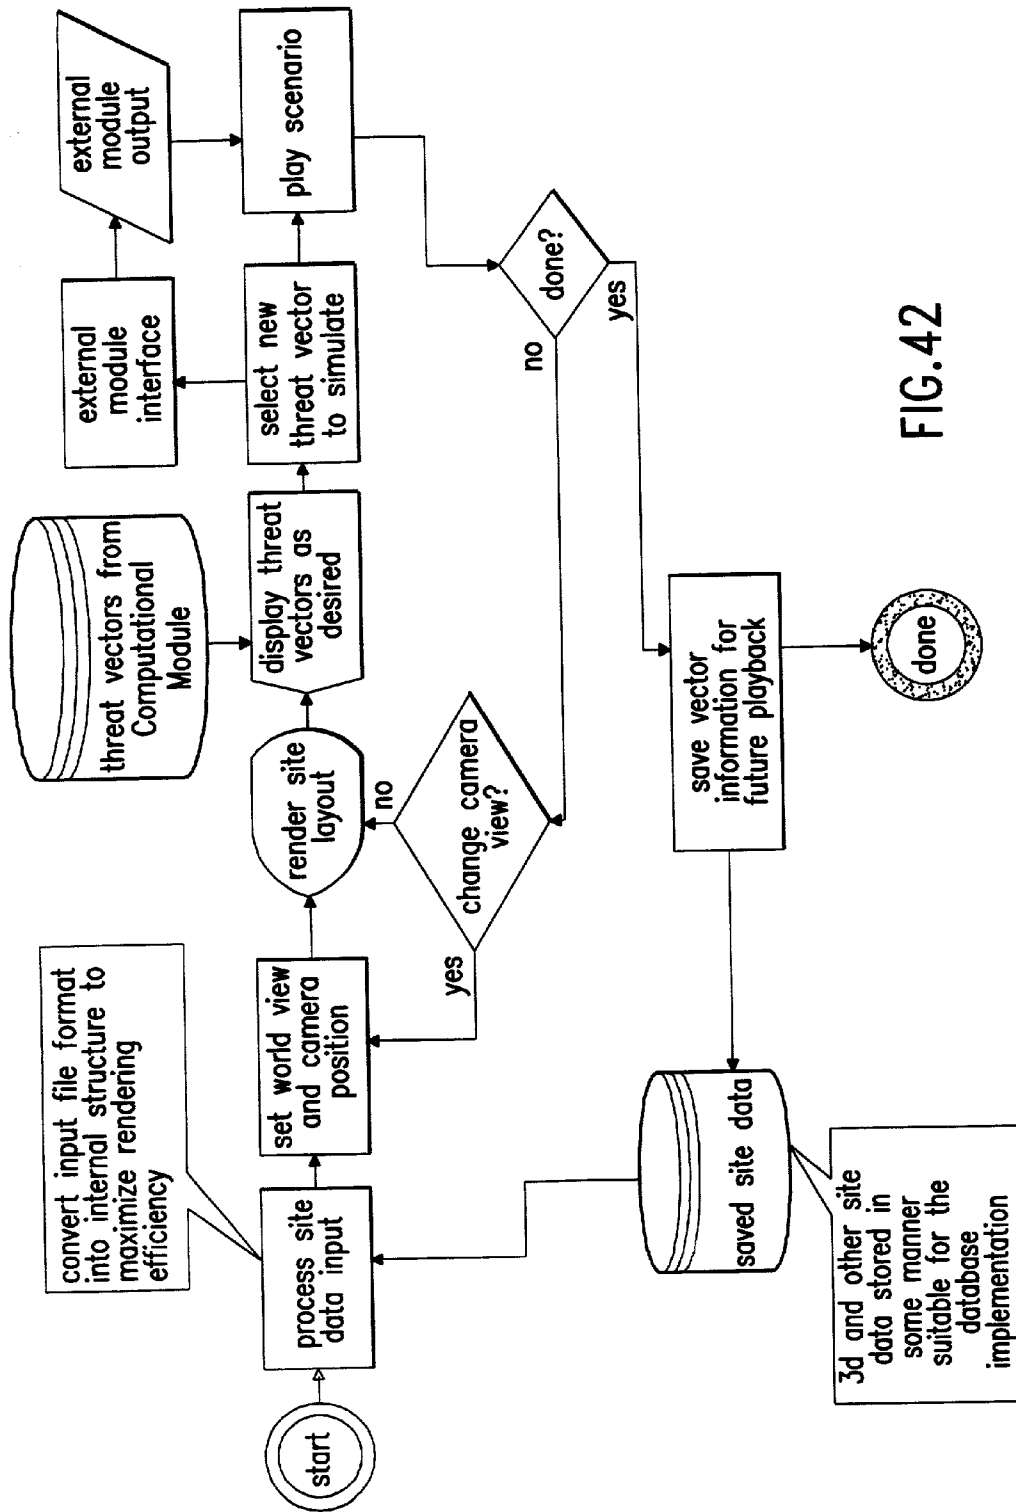 convert input file format
into internal structure to
maximize rendering
efficiency
start
process site
data input
set world view
and camera
position
render site
layout
threat vectors from
Computational
Module
display threat
vectors as
desired
select new
threat vector
to simulate
external
module
interface
external
module
output
play scenario
done?
no
yes
change camera
view?
no
yes
save vector
information for
future playback
done
saved site data
3d and other site
data stored in
some manner
suitable for the
database
implementation
FIG.42